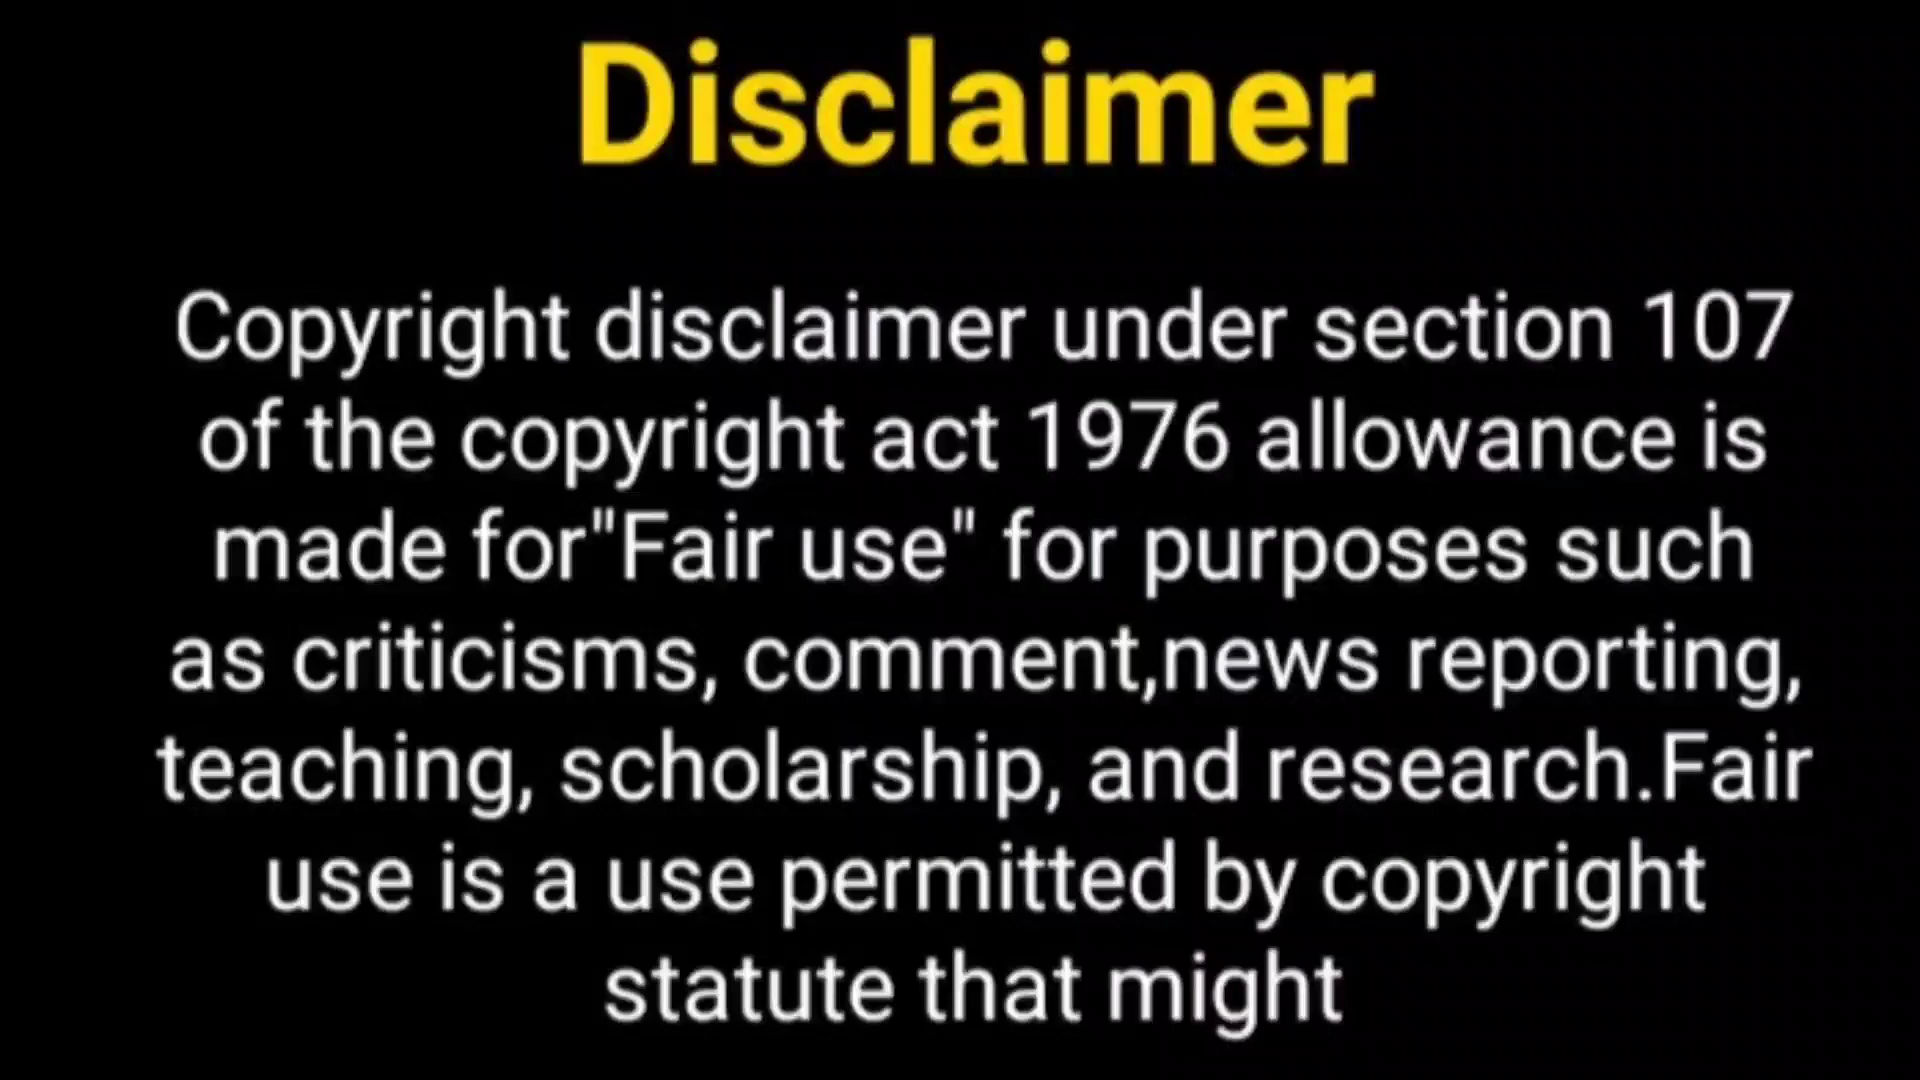 Disclaimer
Copyright disclaimer under section 107
of the copyright act 1976 allowance is
made for"Fair use" for purposes such
as criticisms, comment,news reporting,
teaching, scholarship, and research.Fair
use is a use permitted by copyright
statute that might